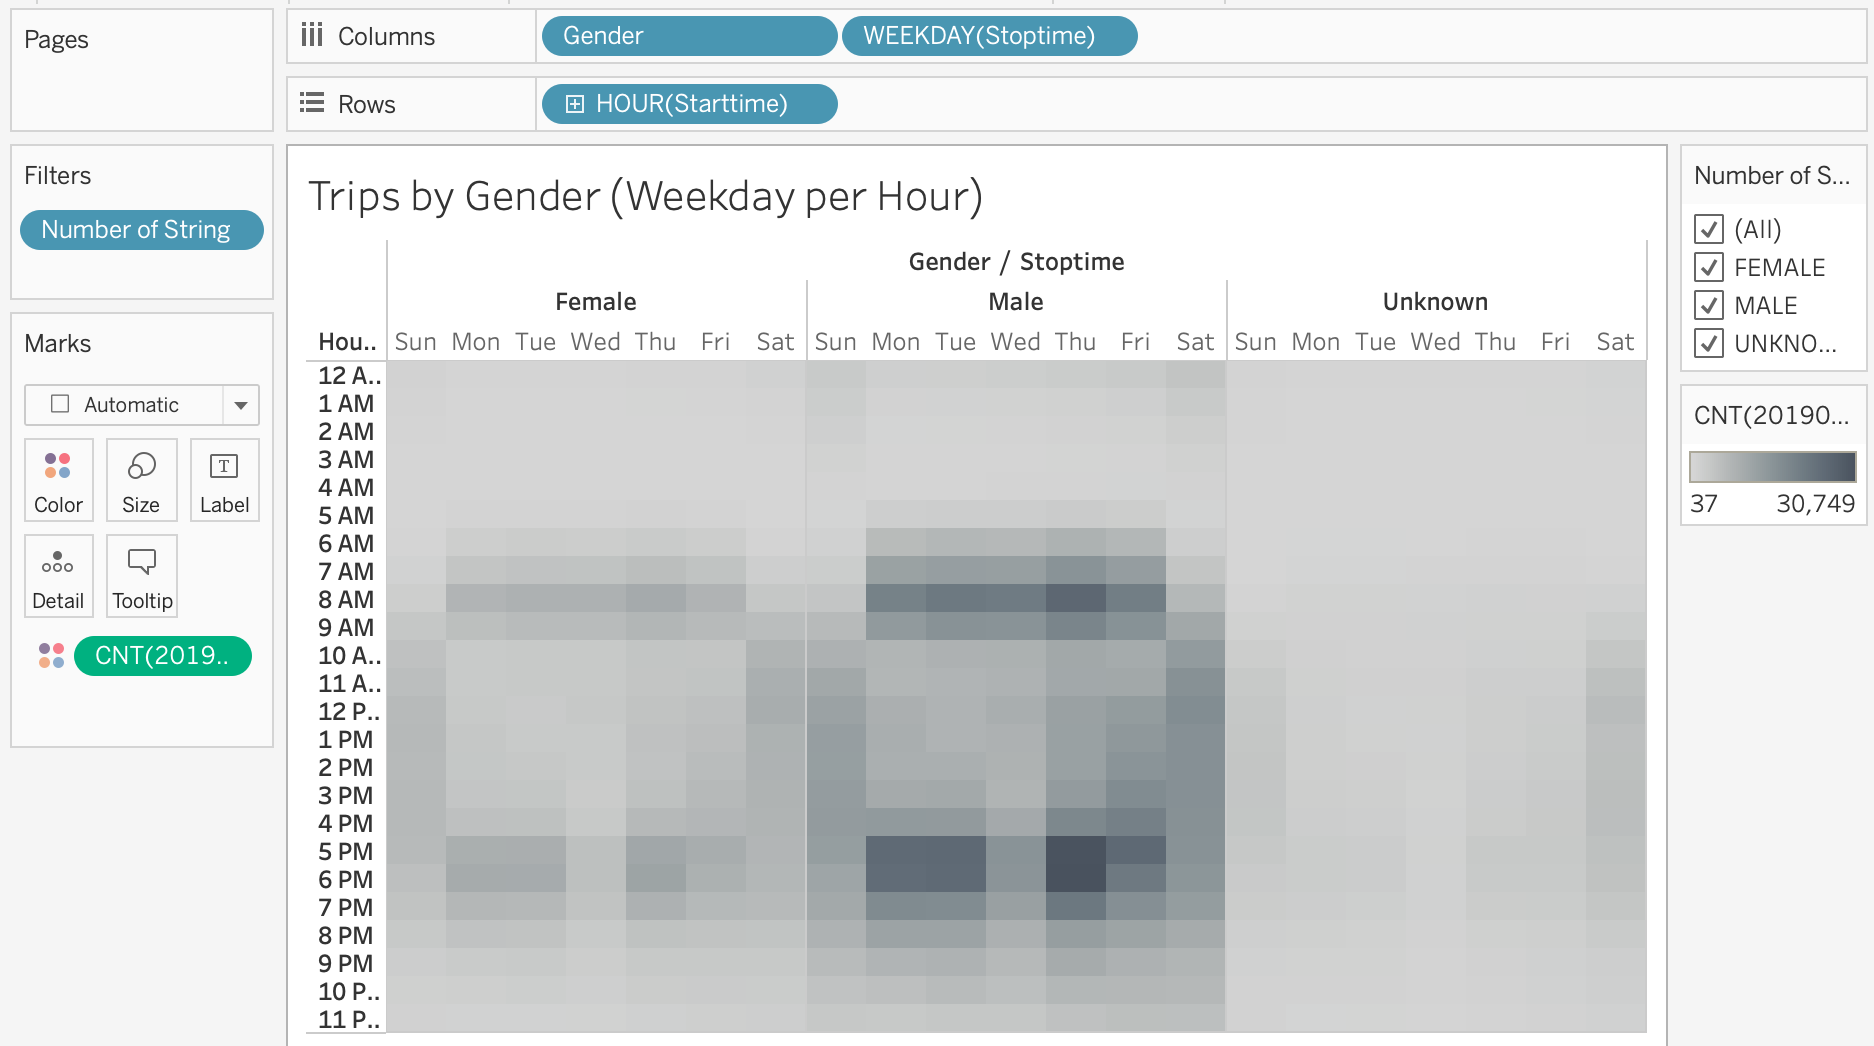 Pages
Columns
Gender
WEEKDAY(Stoptime)
Rows
HOUR(Starttime)
Filters
Number of String
Marks
Automatic
Color
Size
Label
Detail
Tooltip
CNT(2019..
Trips by Gender (Weekday per Hour)
Gender / Stoptime
Female Male Unknown
Hou.. Sun Mon Tue Wed Thu Fri Sat Sun Mon Tue Wed Thu Fri Sat Sun Mon Tue Wed Thu Fri Sat
12 A..
1 AM
2 AM
3 AM
4 AM
5 AM
6 AM
7 AM
8 AM
9 AM
10 A..
11 A..
12 P..
1 PM
2 PM
3 PM
4 PM
5 PM
6 PM
7 PM
8 PM
9 PM
10 P..
11 P..
Number of S...
(All)
FEMALE
MALE
UNKNO...
CNT(20190...
37 30,749